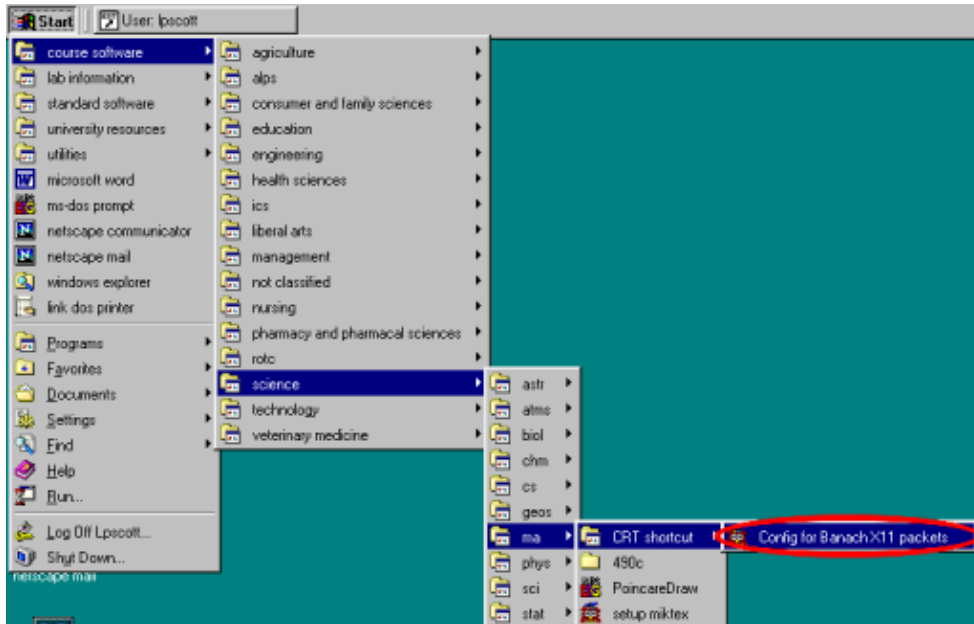 Start
User: lpscott
course software
lab information
standard software
university resources
utilities
microsoft word
ms-dos prompt
netscape communicator
netscape mail
windows explorer
link dos printer
Programs
Favorites
Documents
Settings
Find
Help
Run...
Log Off Lpscott...
Shut Down...
netscape mail
agriculture
alps
consumer and family sciences
education
engineering
health sciences
ics
liberal arts
management
not classified
nursing
pharmacy and pharmacal sciences
rotc
science
technology
veterinary medicine
astr
atms
biol
chm
cs
geos
ma
phys
sci
stat
CRT shortcut
490c
PoincareDraw
setup miktex
Config for Banach X11 packets